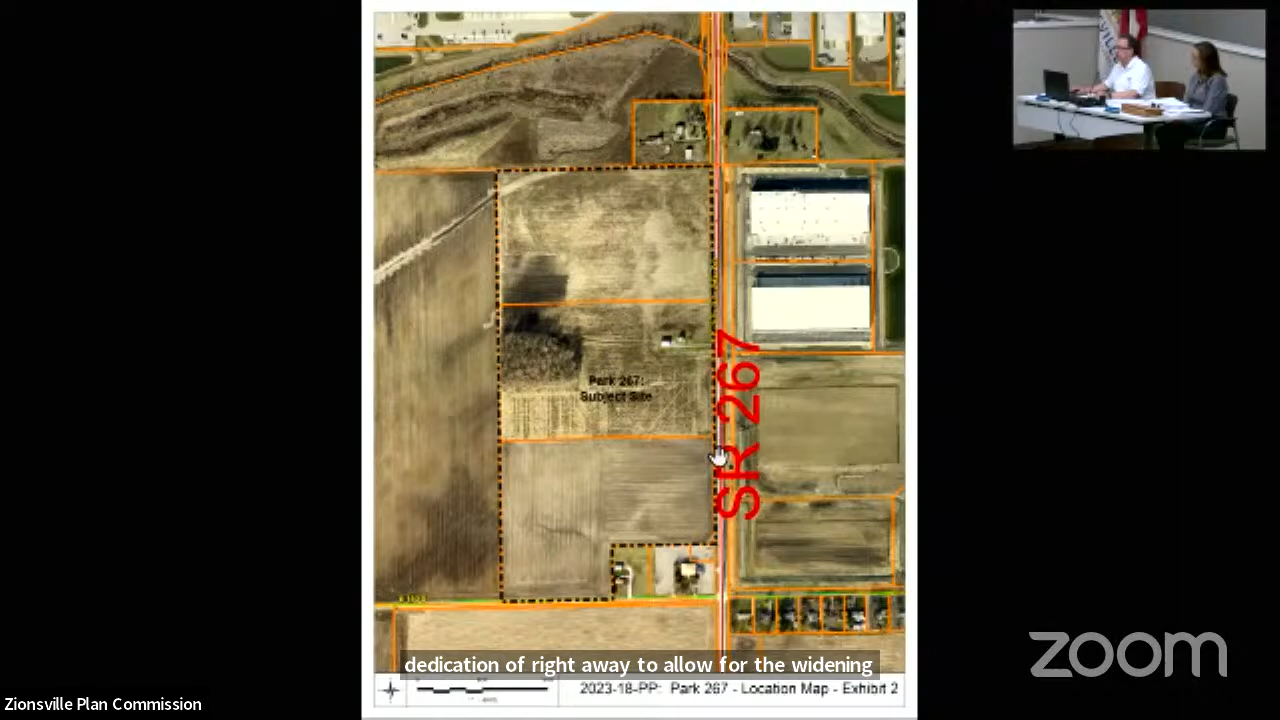 Park 267:
Subject Site
SR 267
dedication of right away to allow for the widening
2023-18-PP: Park 267 - Location Map - Exhibit 2
Zionsville Plan Commission
zoom